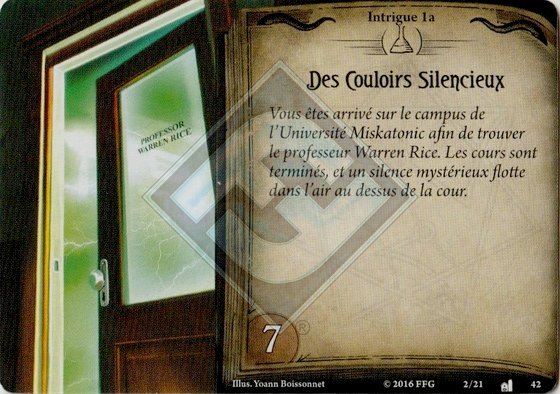 PROFESSOR
WARREN RICE
Intrigue 1a
Des Couloirs Silencieux
Vous êtes arrivé sur le campus de
l'Université Miskatonic afin de trouver
le professeur Warren Rice. Les cours sont
terminés, et un silence mystérieux flotte
dans l'air au dessus de la cour.
7
Illus. Yoann Boissonnet
© 2016 FFG
2/21
42